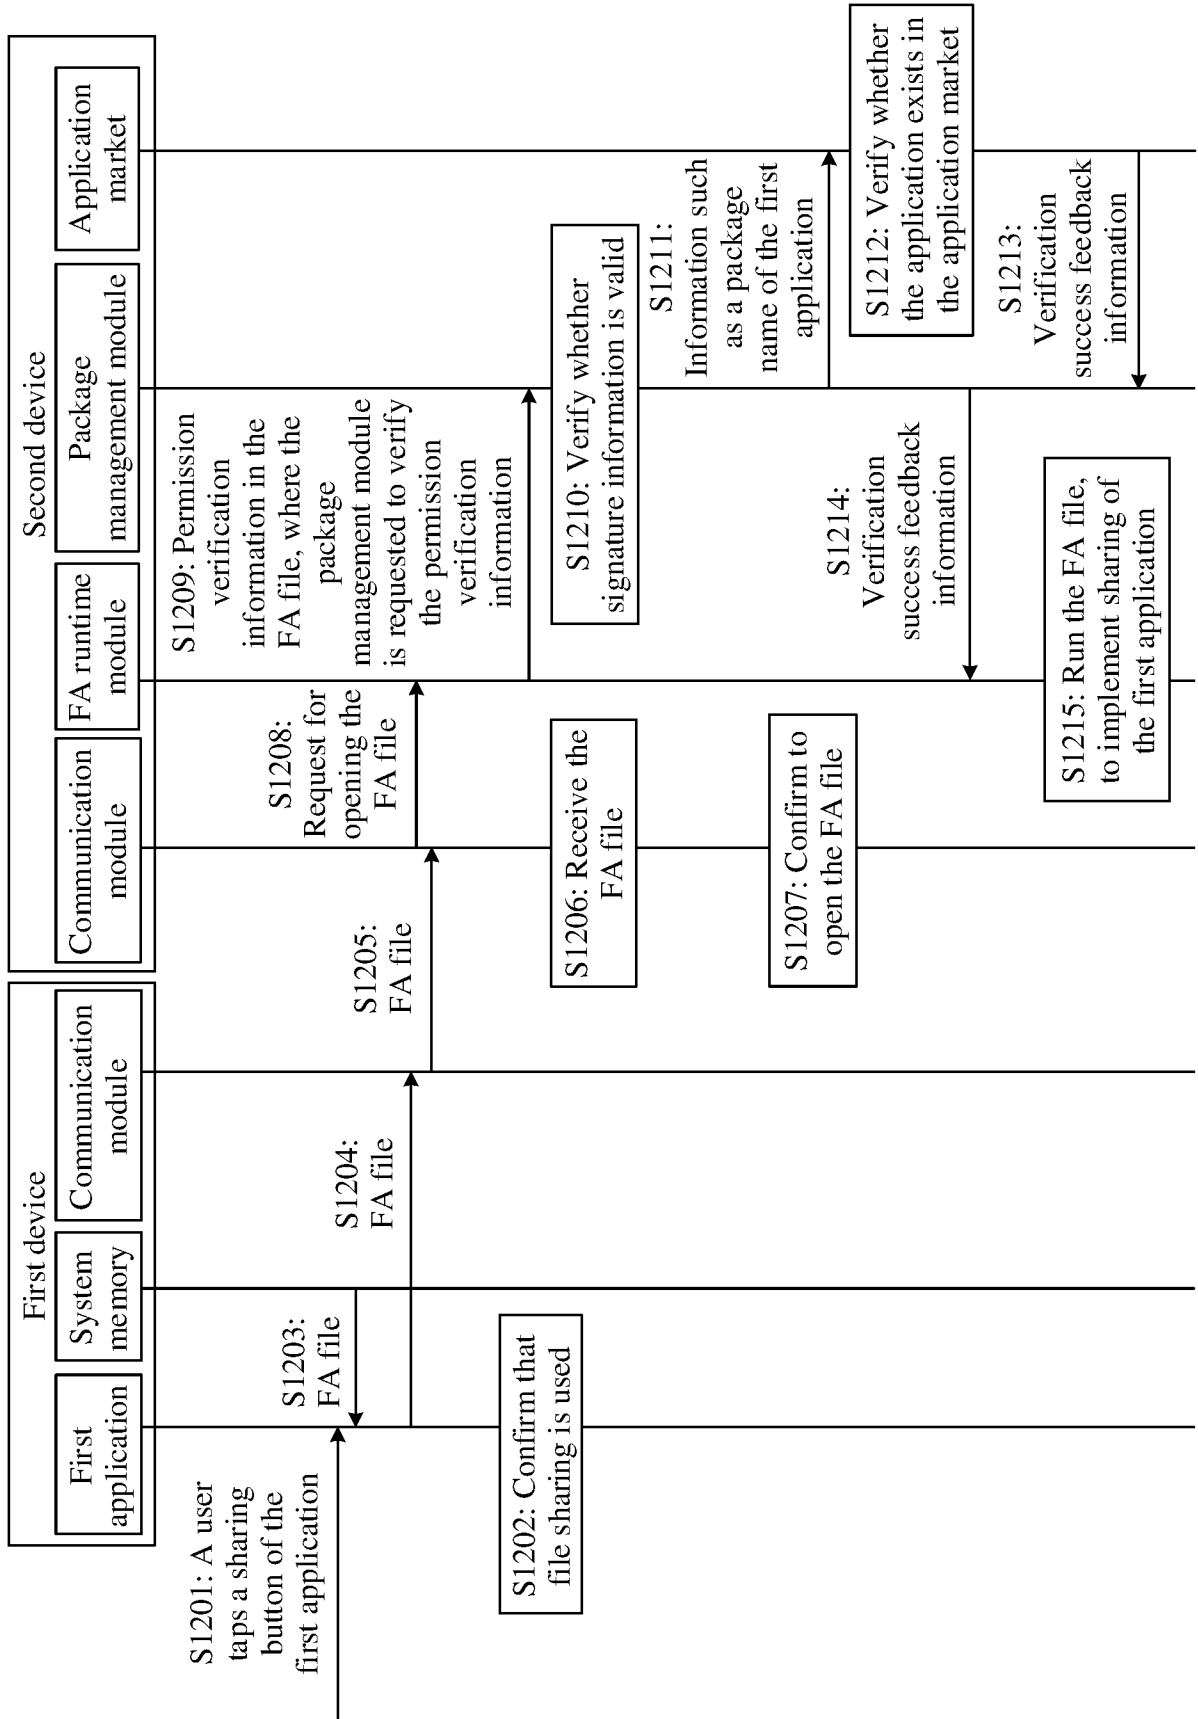 First device
Second device
First
application
System
memory
Communication
module
Communication
module
FA runtime
module
Package
management module
Application
market
S1201: A user
taps a sharing
button of the
first application
S1202: Confirm that
file sharing is used
S1203:
FA file
S1204:
FA file
S1205:
FA file
S1206: Receive the
FA file
S1207: Confirm to
open the FA file
S1208:
Request for
opening the
FA file
S1209: Permission
verification
information in the
FA file, where the
package
management module
is requested to verify
the permission
verification
information
S1210: Verify whether
signature information is valid
S1211:
Information such
as a package
name of the first
application
S1212: Verify whether
the application exists in
the application market
S1213:
Verification
success feedback
information
S1214:
Verification
success feedback
information
S1215: Run the FA file,
to implement sharing of
the first application